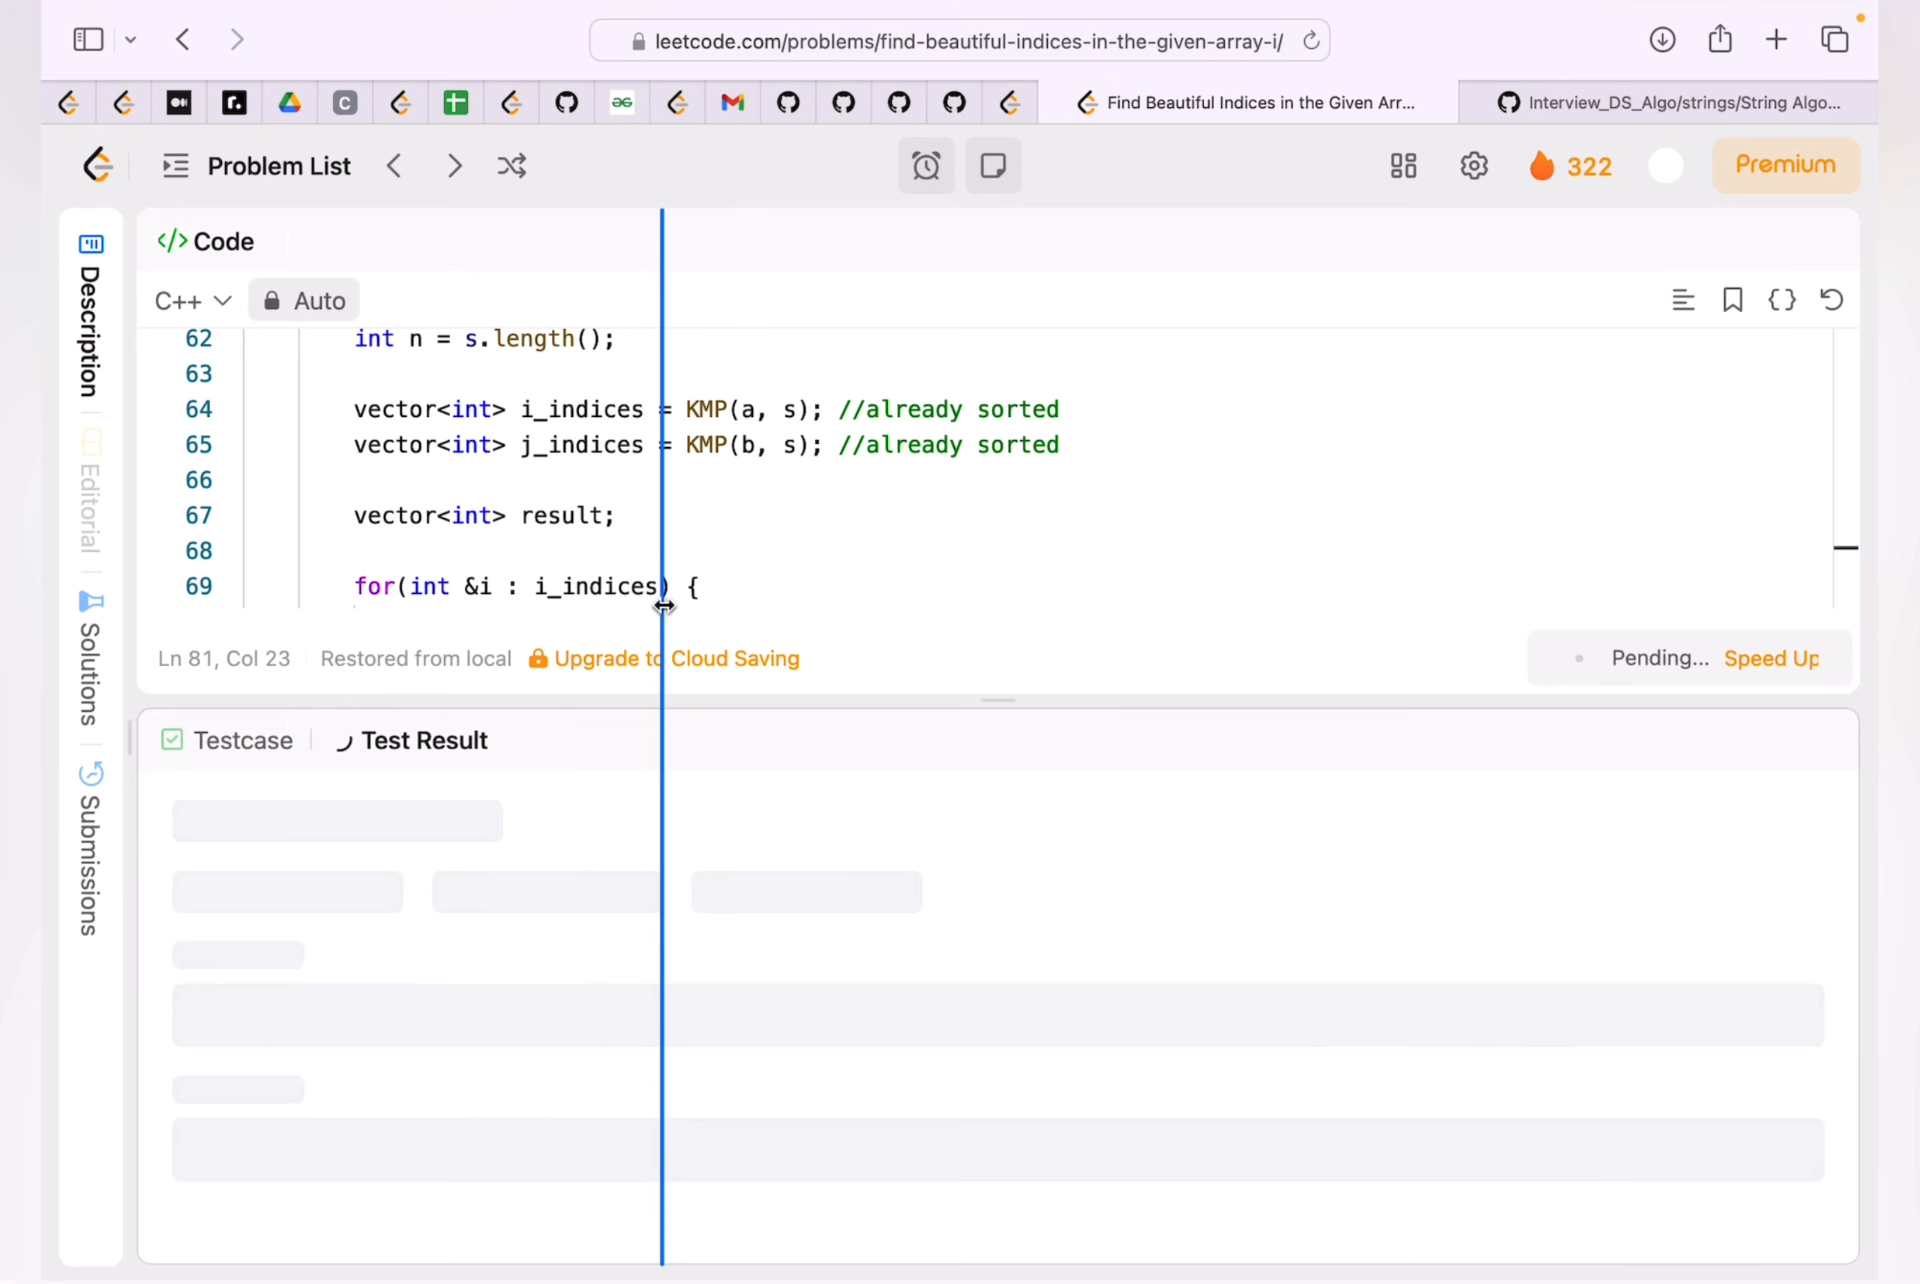 leetcode.com/problems/find-beautiful-indices-in-the-given-array-i/
C
Find Beautiful Indices in the Given Arr...
Interview_DS_Algo/strings/String Algo...
Problem List
322
Premium
Description
Editorial
Solutions
Submissions
</> Code
C++
Auto
62 int n = s.length();
63
64 vector<int> i_indices = KMP(a, s); //already sorted
65 vector<int> j_indices = KMP(b, s); //already sorted
66
67 vector<int> result;
68
69 for(int &i : i_indices) {
Ln 81, Col 23
Restored from local
Upgrade to Cloud Saving
Pending...
Speed Up
Testcase
Test Result